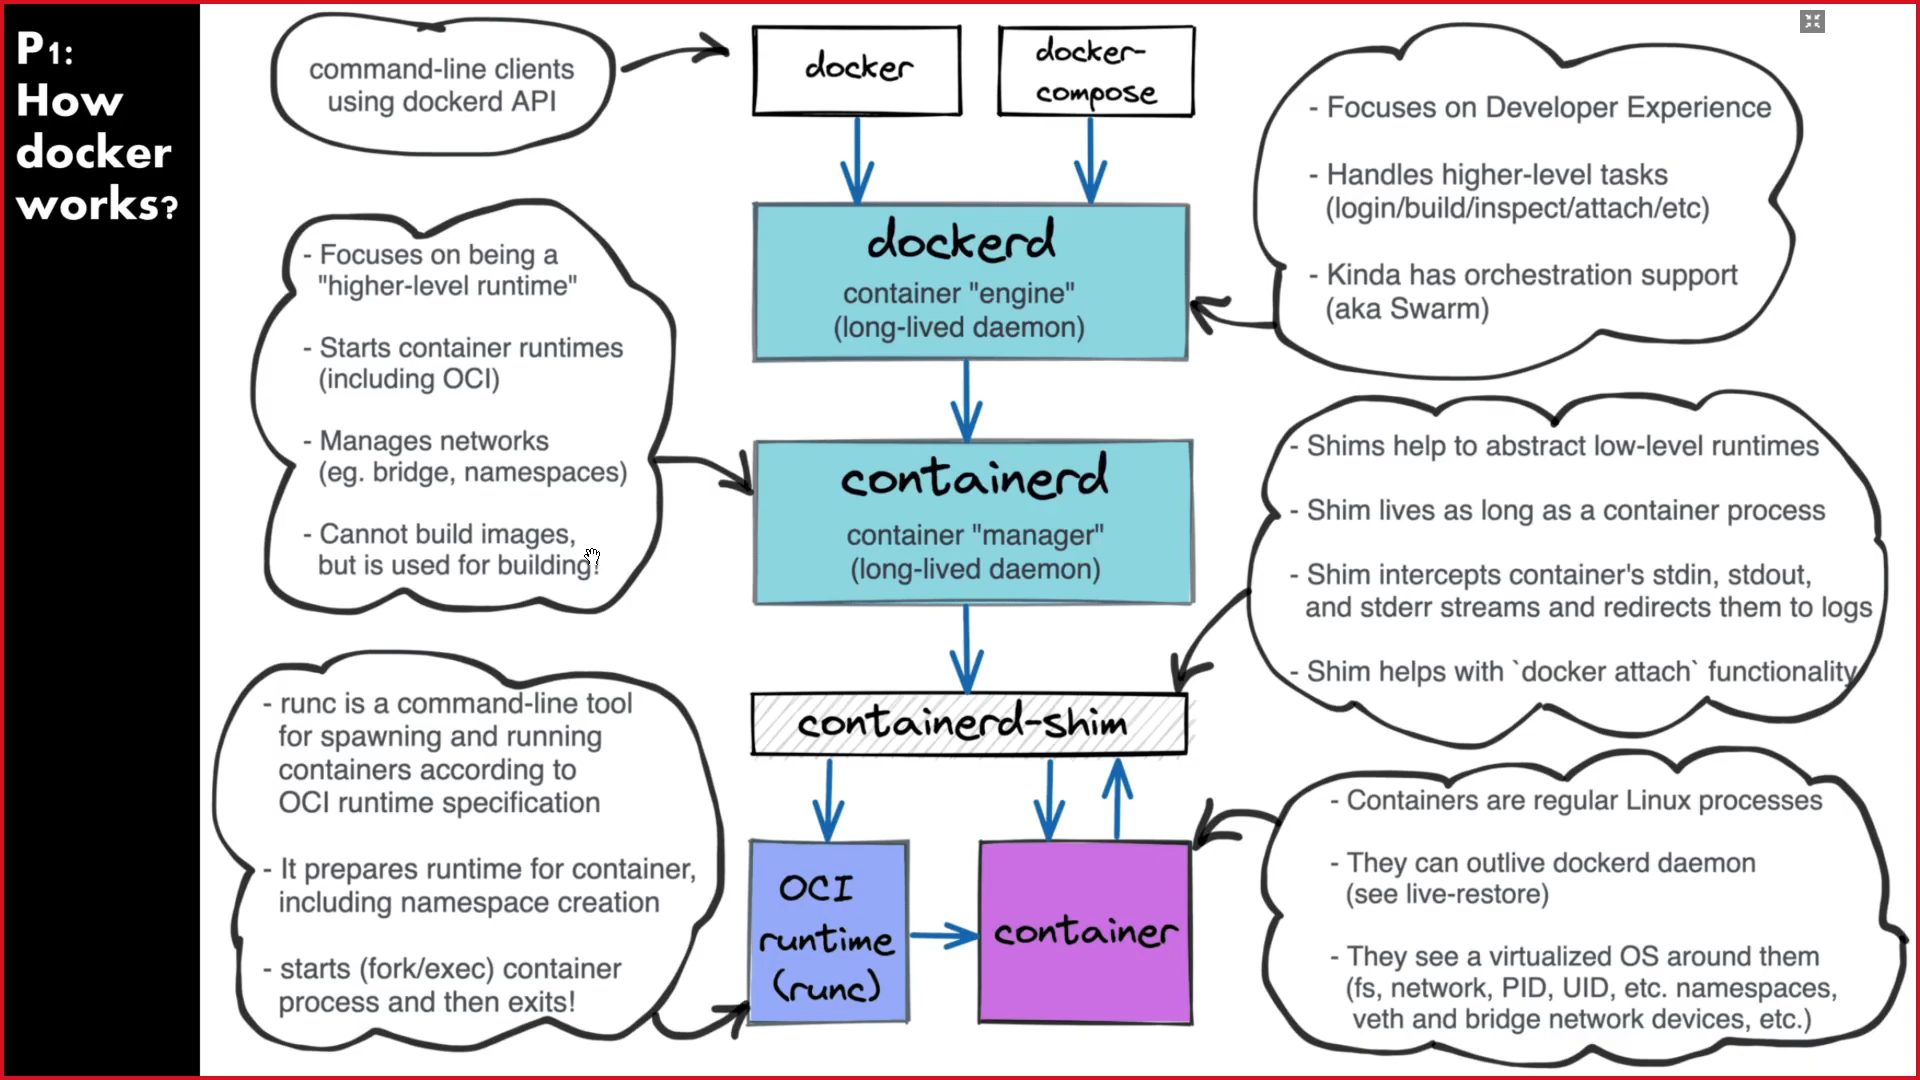 P1:
How
docker
works?
command-line clients
using dockerd API
docker
docker-
compose
- Focuses on Developer Experience
- Handles higher-level tasks
(login/build/inspect/attach/etc)
- Kinda has orchestration support
(aka Swarm)
dockerd
container "engine"
(long-lived daemon)
- Focuses on being a
"higher-level runtime"
- Starts container runtimes
(including OCI)
- Manages networks
(eg. bridge, namespaces)
- Cannot build images,
but is used for building!
containerd
container "manager"
(long-lived daemon)
- Shims help to abstract low-level runtimes
- Shim lives as long as a container process
- Shim intercepts container's stdin, stdout,
and stderr streams and redirects them to logs
- Shim helps with `docker attach` functionality
containerd-shim
- runc is a command-line tool
for spawning and running
containers according to
OCI runtime specification
- It prepares runtime for container,
including namespace creation
- starts (fork/exec) container
process and then exits!
OCI
runtime
(runc)
container
- Containers are regular Linux processes
- They can outlive dockerd daemon
(see live-restore)
- They see a virtualized OS around them
(fs, network, PID, UID, etc. namespaces,
veth and bridge network devices, etc.)